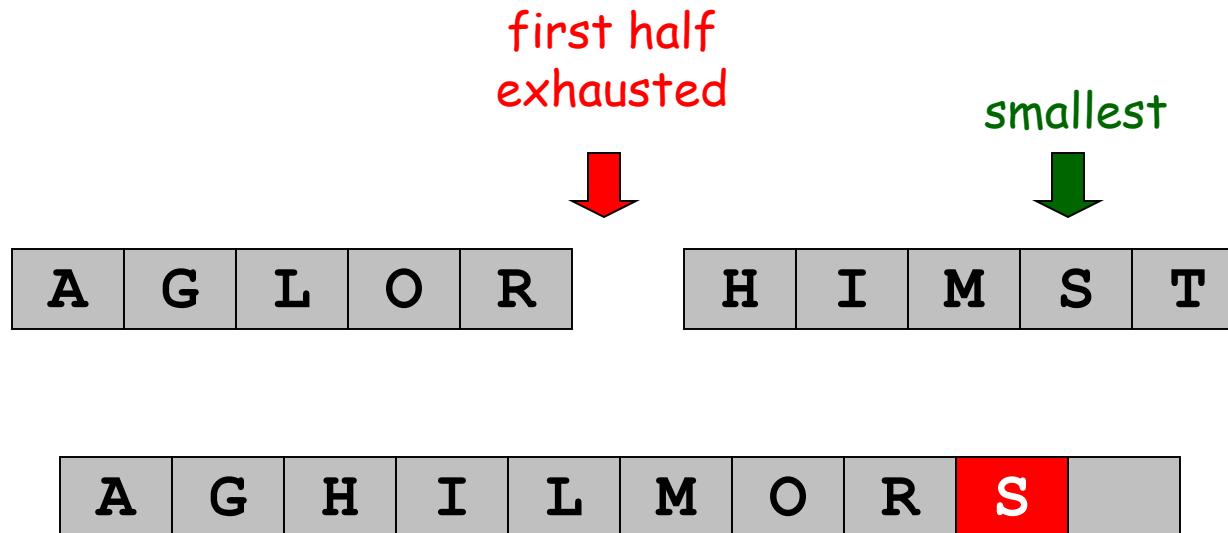 first half
exhausted
smallest
A G L O R H I M S T
A G H I L M O R S